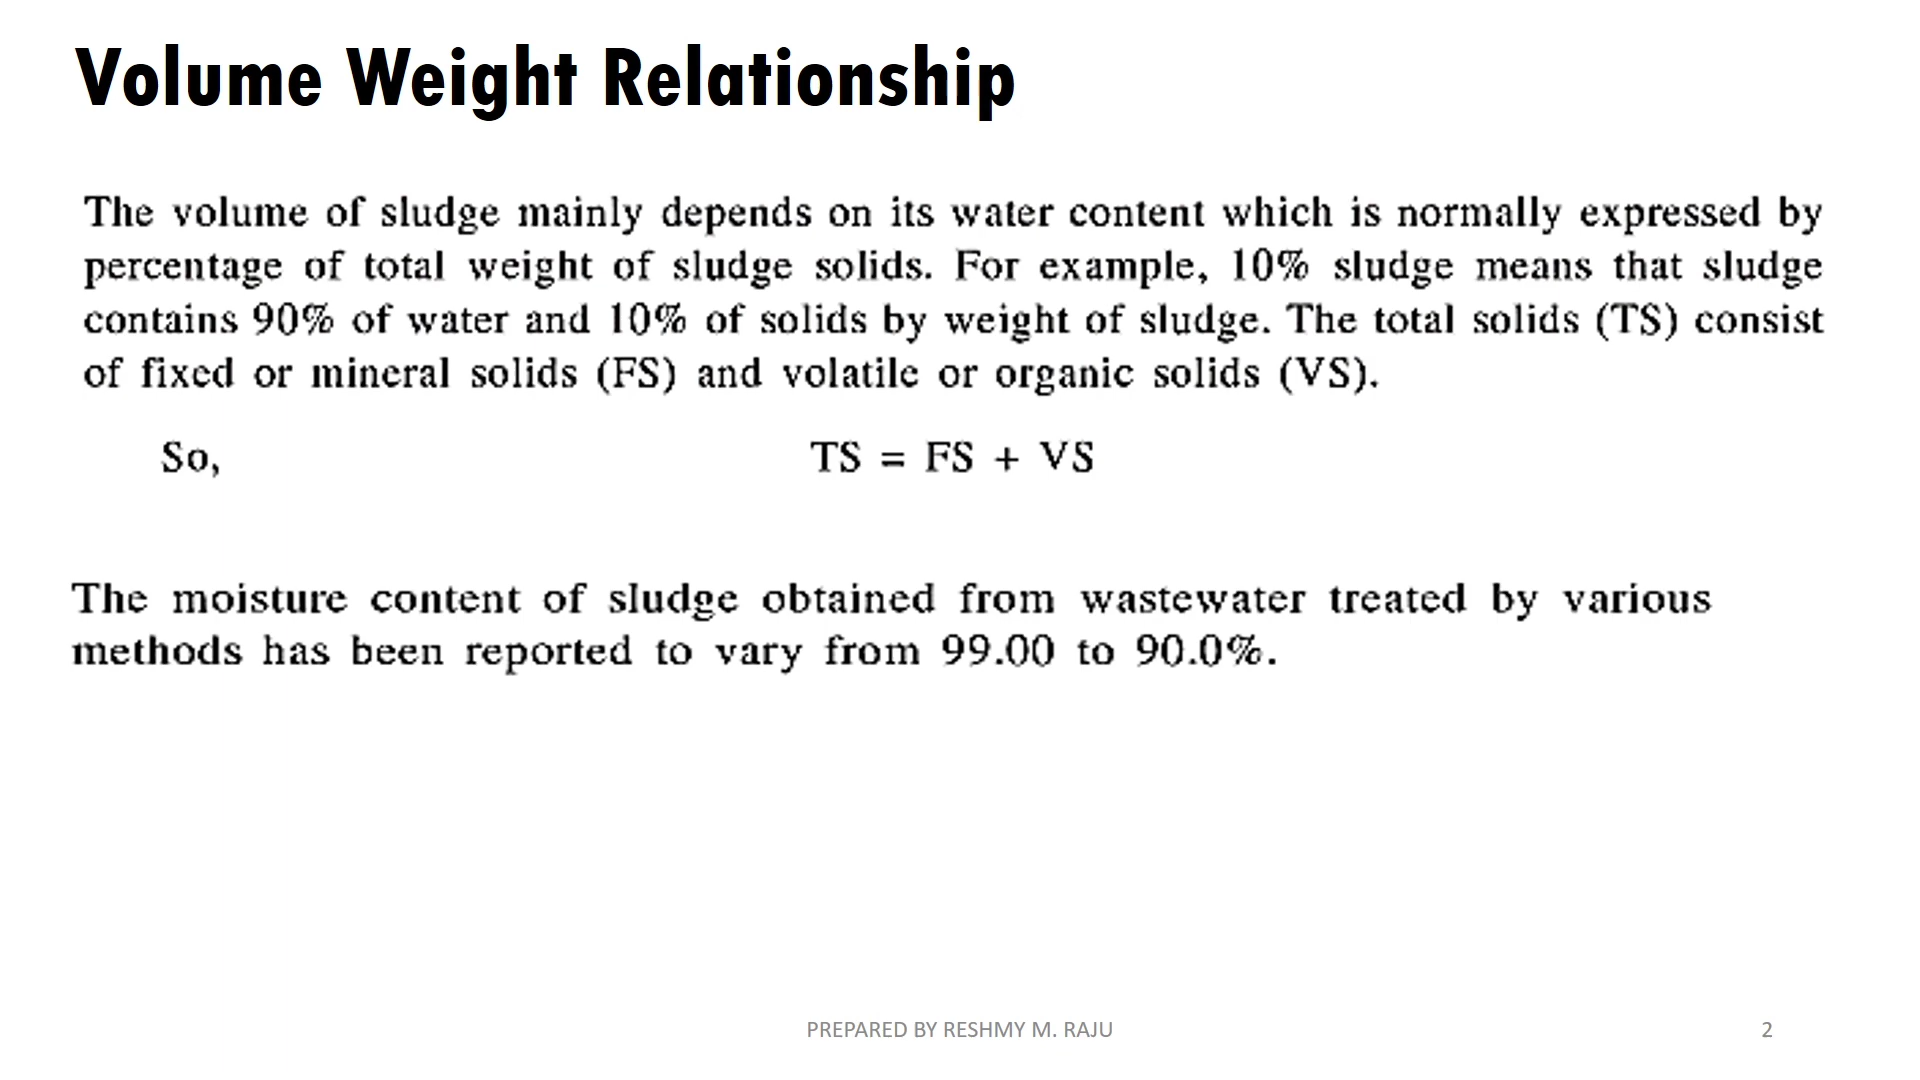 Volume Weight Relationship
The volume of sludge mainly depends on its water content which is normally expressed by
percentage of total weight of sludge solids. For example, 10% sludge means that sludge
contains 90% of water and 10% of solids by weight of sludge. The total solids (TS) consist
of fixed or mineral solids (FS) and volatile or organic solids (VS).
So, TS = FS + VS
The moisture content of sludge obtained from wastewater treated by various
methods has been reported to vary from 99.00 to 90.0%.
PREPARED BY RESHMY M. RAJU 2